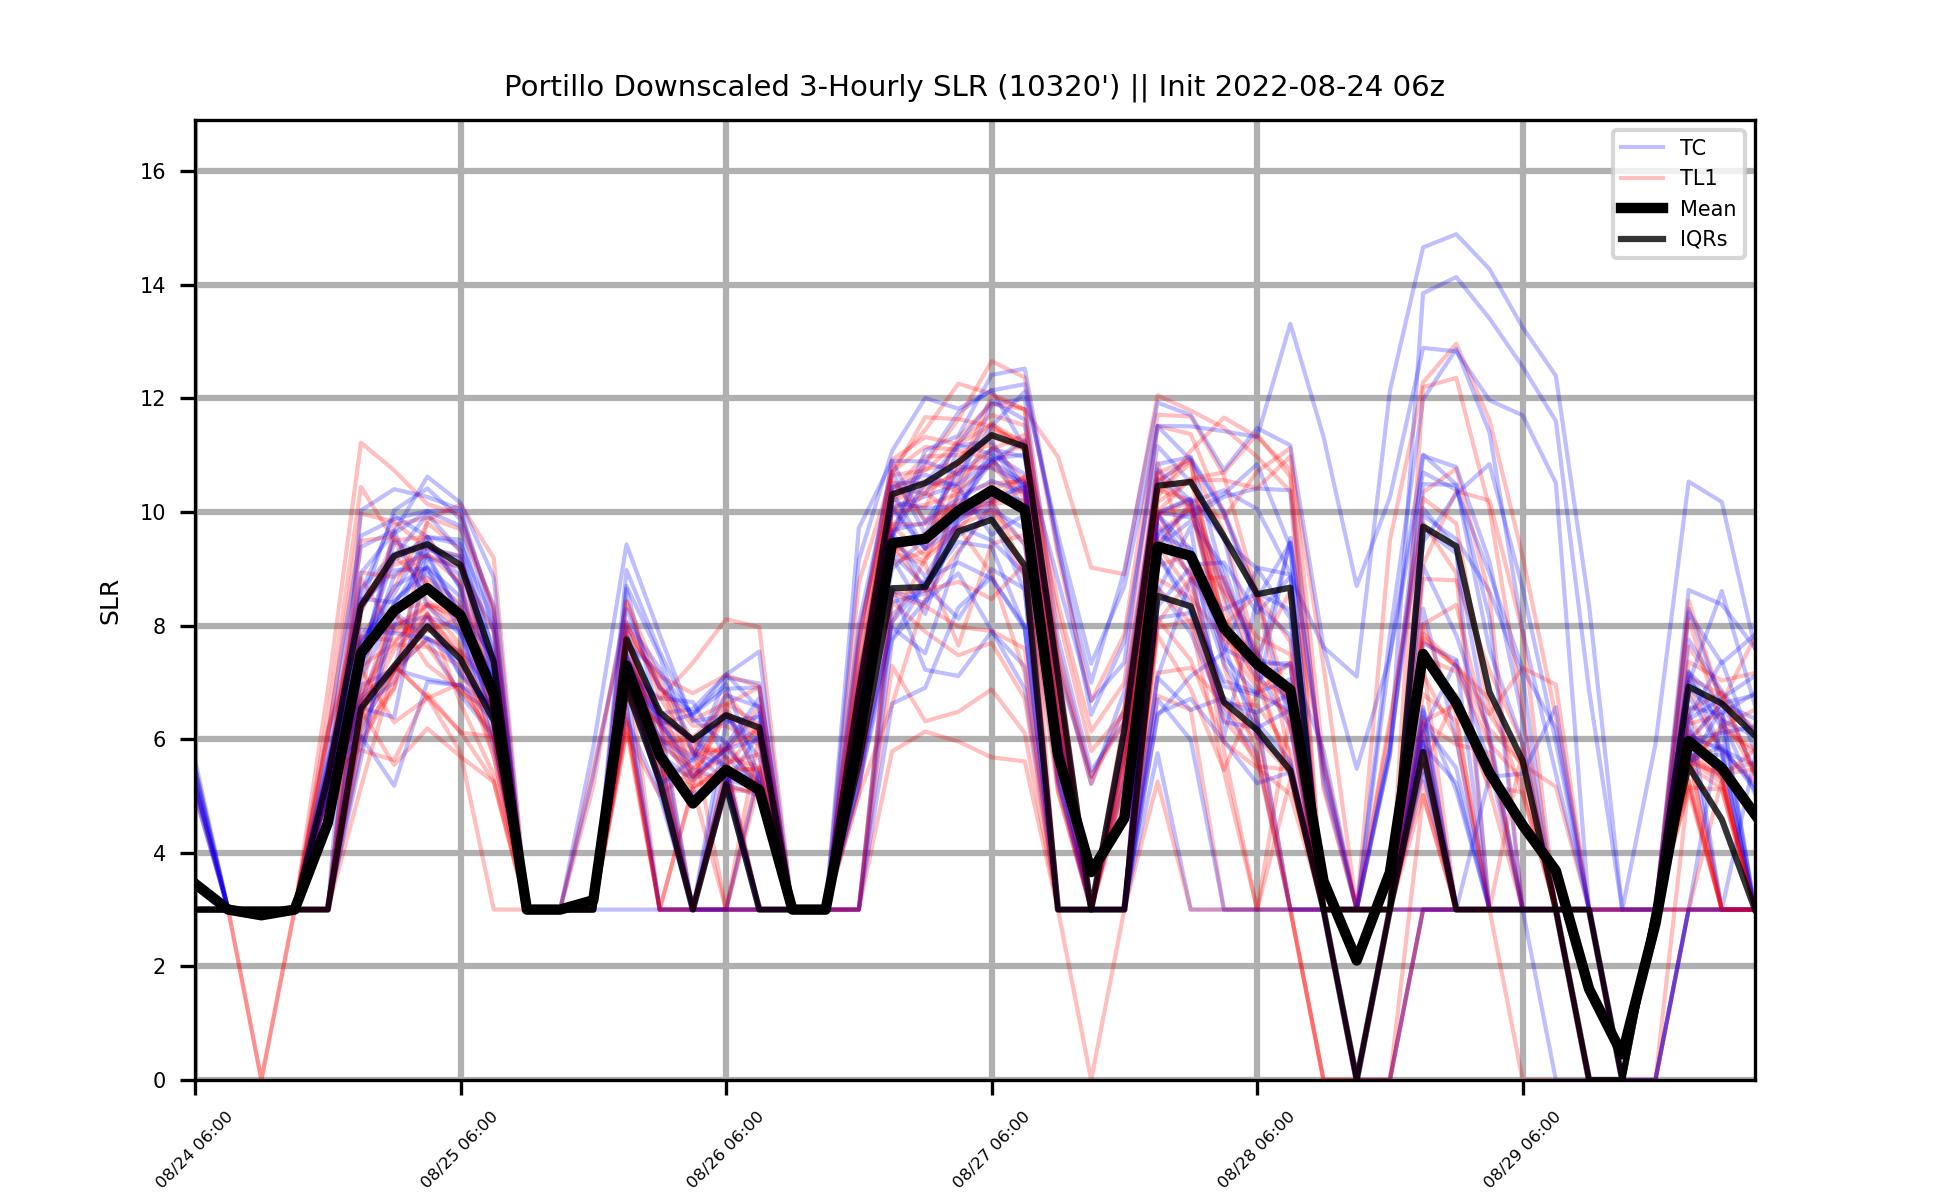 Portillo Downscaled 3-Hourly SLR (10320') || Init 2022-08-24 06z
TC
TL1
Mean
IQRs
SLR
16
14
12
10
8
6
4
2
0
08/24 06:00
08/25 06:00
08/26 06:00
08/27 06:00
08/28 06:00
08/29 06:00